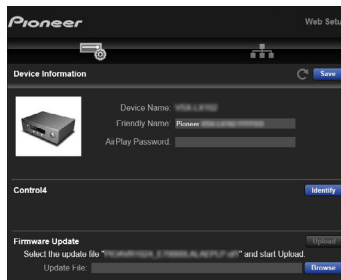 Pioneer
Web Setu
Device Information
Save
Device Name:
Friendly Name: Pioneer
AirPlay Password:
Control4
Identify
Firmware Update
Upload
Select the update file " " and start Upload.
Update File:
Browse